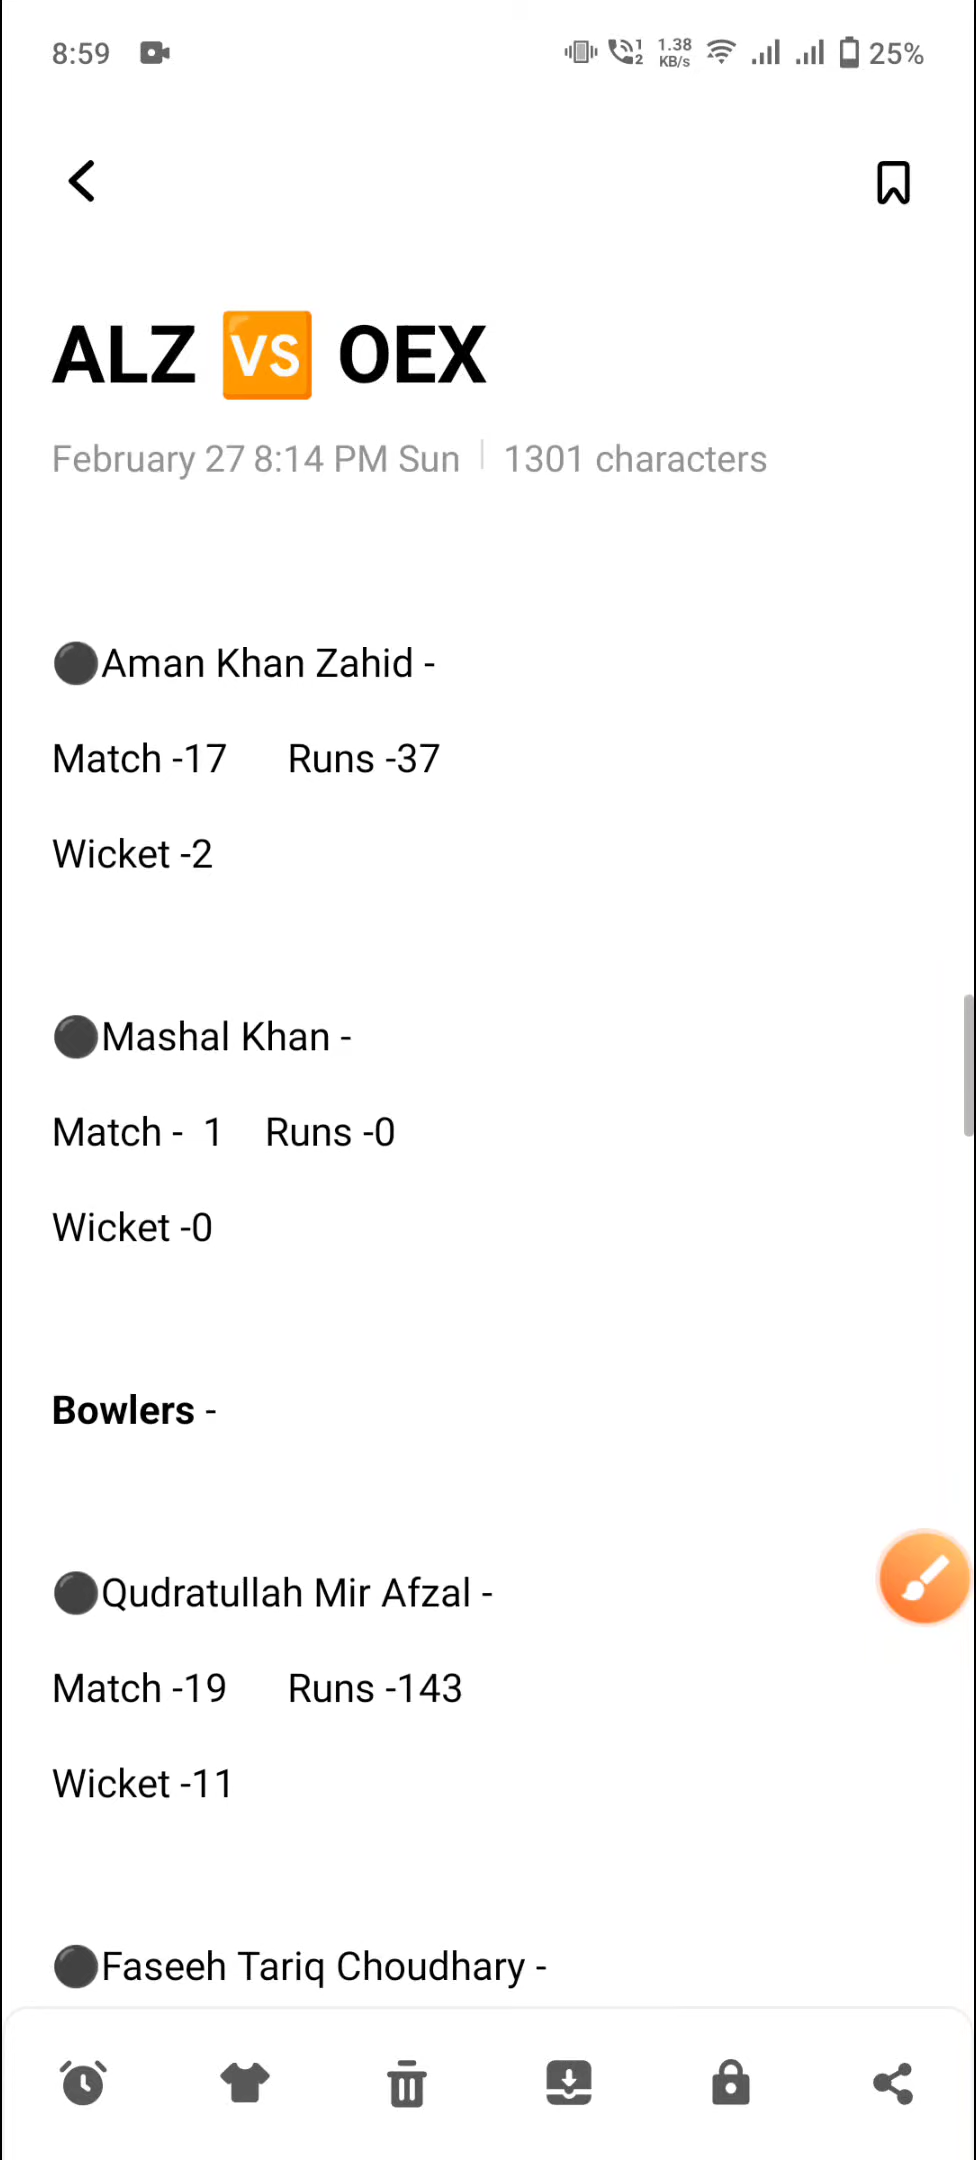 8:59
1.38 KB/s
25%
ALZ VS OEX
February 27 8:14 PM Sun | 1301 characters
Aman Khan Zahid -
Match -17 Runs -37
Wicket -2
Mashal Khan -
Match - 1 Runs -0
Wicket -0
Bowlers -
Qudratullah Mir Afzal -
Match -19 Runs -143
Wicket -11
Faseeh Tariq Choudhary -